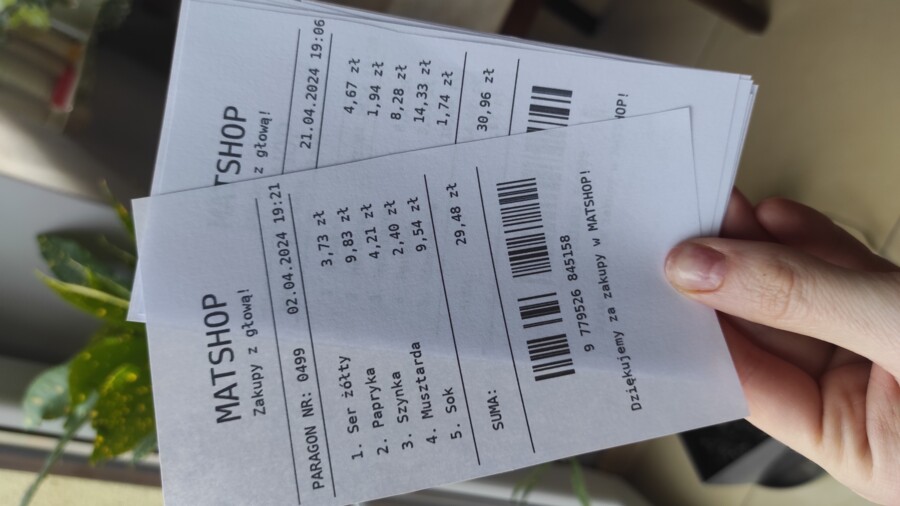 MATSHOP
Zakupy z głową!
PARAGON NR: 0499 02.04.2024 19:21
1. Ser żółty 3,73 zł
2. Papryka 9,83 zł
3. Szynka 4,21 zł
4. Musztarda 2,40 zł
5. Sok 9,54 zł
SUMA: 29,48 zł
9 779526 845158
Dziękujemy za zakupy w MATSHOP!
TSHOP
z głową!
21.04.2024 19:06
4,67 zł
1,94 zł
8,28 zł
14,33 zł
1,74 zł
30,96 zł
HOP!